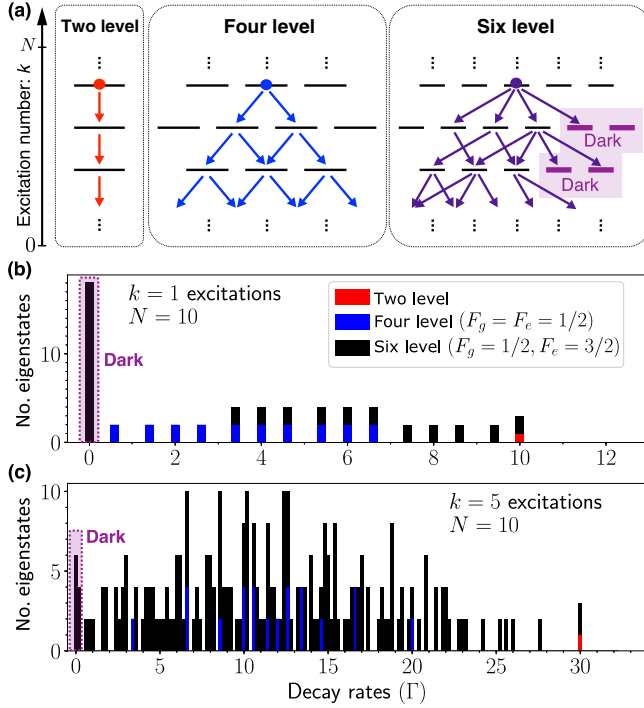 (a)
Two level
Four level
Six level
Excitation number: k
N
0
⋮
⋮ ⋮ ⋮
⋮ ⋮ ⋮ ⋮ ⋮
Dark
Dark
⋮
⋮ ⋮ ⋮
⋮ ⋮ ⋮ ⋮ ⋮
(b)
k = 1 excitations
N = 10
Dark
Two level
Four level (F_g = F_e = 1/2)
Six level (F_g = 1/2, F_e = 3/2)
No. eigenstates
10
0
0 2 4 6 8 10 12
(c)
k = 5 excitations
N = 10
Dark
No. eigenstates
10
5
0
0 5 10 15 20 25 30
Decay rates (Γ)